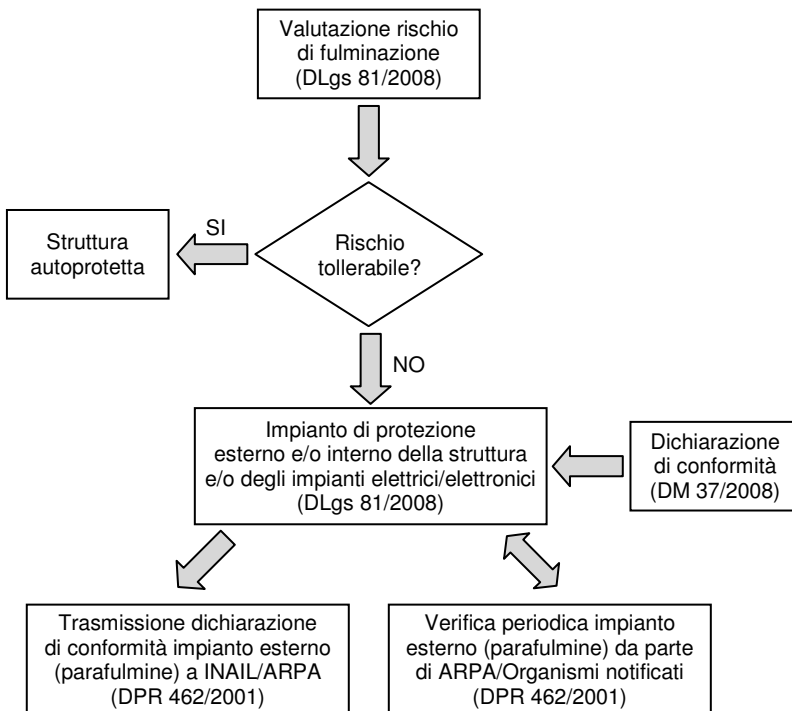 Valutazione rischio
di fulminazione
(DLgs 81/2008)
SI
Struttura
autoprotetta
Rischio
tollerabile?
NO
Impianto di protezione
esterno e/o interno della struttura
e/o degli impianti elettrici/elettronici
(DLgs 81/2008)
Dichiarazione
di conformità
(DM 37/2008)
Trasmissione dichiarazione
di conformità impianto esterno
(parafulmine) a INAIL/ARPA
(DPR 462/2001)
Verifica periodica impianto
esterno (parafulmine) da parte
di ARPA/Organismi notificati
(DPR 462/2001)